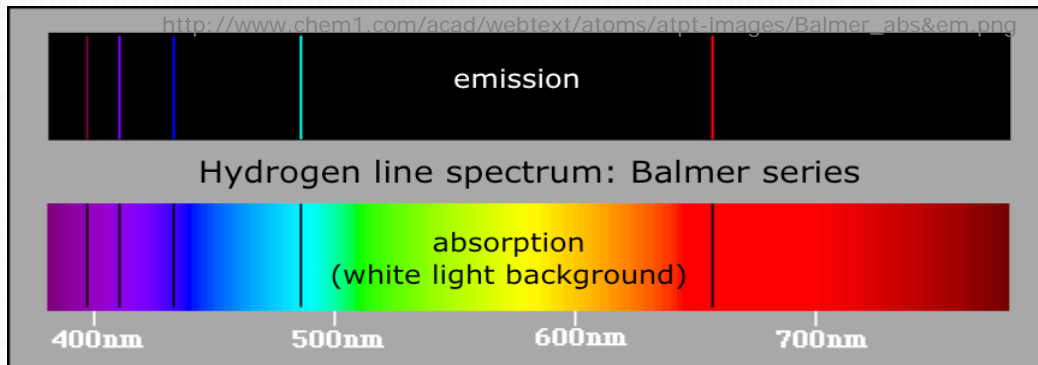 http://www.chem1.com/acad/webtext/atoms/atpt-images/Balmer_abs&em.png
emission
Hydrogen line spectrum: Balmer series
absorption
(white light background)
400nm 500nm 600nm 700nm